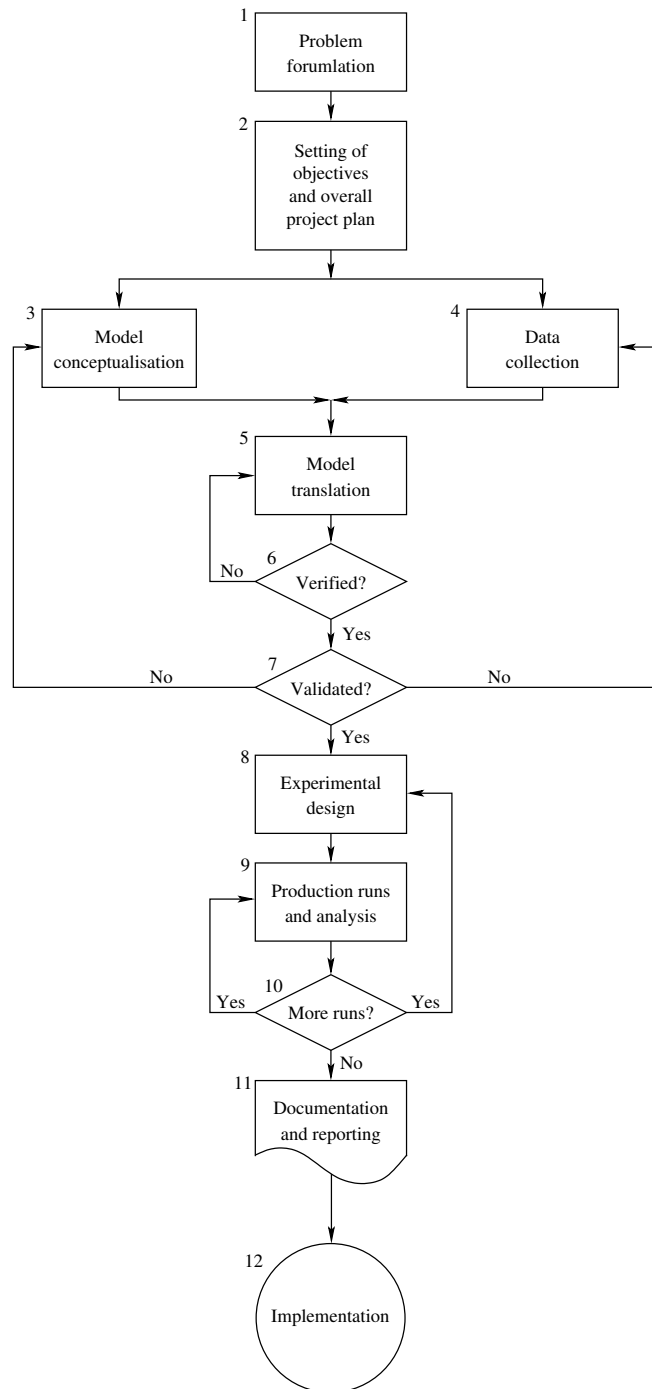 1
Problem
forumlation
2
Setting of
objectives
and overall
project plan
3
Model
conceptualisation
4
Data
collection
5
Model
translation
6
No
Verified?
Yes
7
No
Validated?
No
Yes
8
Experimental
design
9
Production runs
and analysis
10
Yes
More runs?
Yes
No
11
Documentation
and reporting
12
Implementation